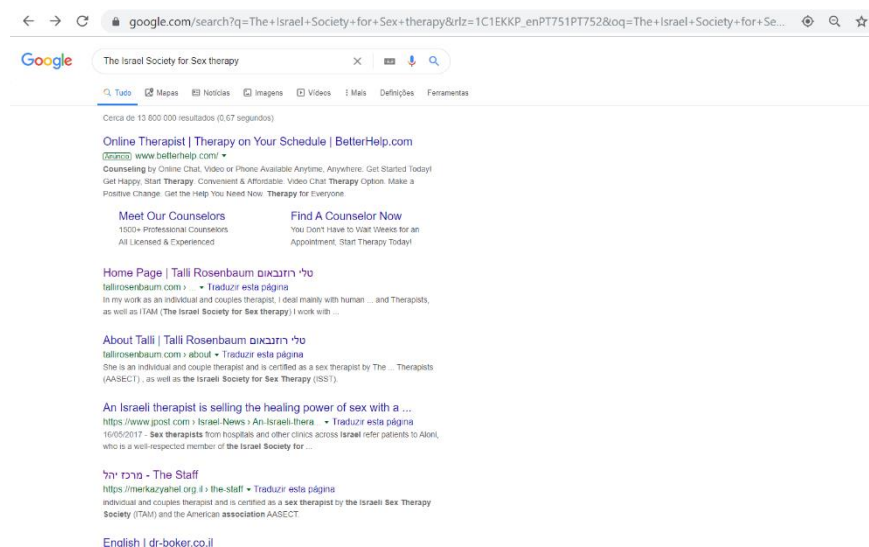 google.com/search?q=The+Israel+Society+for+Sex+therapy&rlz=1C1EKKP_enPT751PT752&oq=The+Israel+Society+for+Se...
Google
The Israel Society for Sex therapy
Tudo Mapas Notícias Imagens Vídeos Mais Definições Ferramentas
Cerca de 13 800 000 resultados (0,67 segundos)
Online Therapist | Therapy on Your Schedule | BetterHelp.com
Anúncio www.betterhelp.com/
Counseling by Online Chat, Video or Phone Available Anytime, Anywhere. Get Started Today!
Get Happy, Start Therapy. Convenient & Affordable. Video Chat Therapy Option. Make a
Positive Change. Get the Help You Need Now. Therapy for Everyone.
Meet Our Counselors Find A Counselor Now
1500+ Professional Counselors You Don't Have to Wait Weeks for an
All Licensed & Experienced Appointment, Start Therapy Today!
Home Page | Talli Rosenbaum טלי רוזנבאום
tallirosenbaum.com › ... Traduzir esta página
In my work as an individual and couples therapist, I deal mainly with human ... and Therapists,
as well as ITAM (The Israel Society for Sex therapy) I work with ...
About Talli | Talli Rosenbaum טלי רוזנבאום
tallirosenbaum.com › about Traduzir esta página
She is an individual and couple therapist and is certified as a sex therapist by The ... Therapists
(AASECT) , as well as the Israeli Society for Sex Therapy (ISST).
An Israeli therapist is selling the healing power of sex with a ...
https://www.jpost.com › Israel-News › An-Israeli-thera... Traduzir esta página
16/05/2017 - Sex therapists from hospitals and other clinics across Israel refer patients to Aloni,
who is a well-respected member of the Israel Society for ...
מרכז יהל - The Staff
https://merkazyahel.org.il › the-staff Traduzir esta página
individual and couples therapist and is certified as a sex therapist by the Israeli Sex Therapy
Society (ITAM) and the American association AASECT.
English | dr-boker.co.il